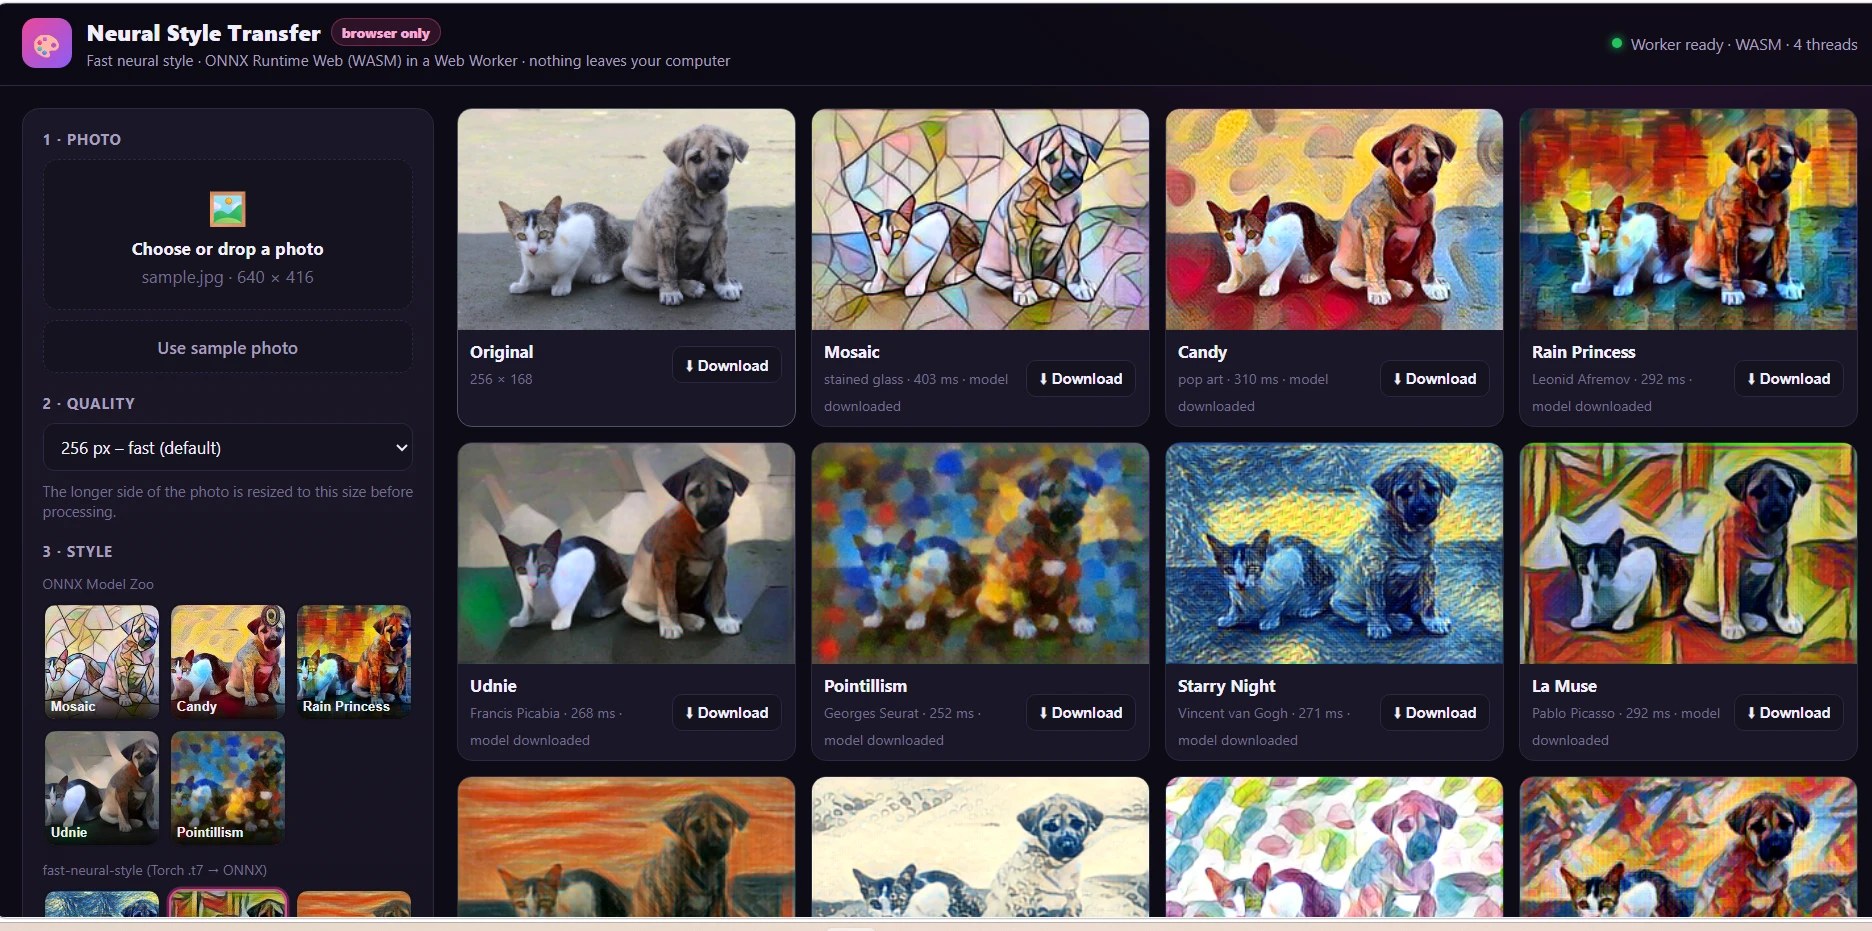 Neural Style Transfer browser only
Fast neural style · ONNX Runtime Web (WASM) in a Web Worker · nothing leaves your computer
Worker ready · WASM · 4 threads
1 · PHOTO
Choose or drop a photo
sample.jpg · 640 × 416
Use sample photo
2 · QUALITY
256 px – fast (default)
The longer side of the photo is resized to this size before
processing.
3 · STYLE
ONNX Model Zoo
Mosaic
Candy
Rain Princess
Udnie
Pointillism
fast-neural-style (Torch .t7 → ONNX)
Original
256 × 168
⬇ Download
Mosaic
stained glass · 403 ms · model
downloaded
⬇ Download
Candy
pop art · 310 ms · model
downloaded
⬇ Download
Rain Princess
Leonid Afremov · 292 ms ·
model downloaded
⬇ Download
Udnie
Francis Picabia · 268 ms ·
model downloaded
⬇ Download
Pointillism
Georges Seurat · 252 ms ·
model downloaded
⬇ Download
Starry Night
Vincent van Gogh · 271 ms ·
model downloaded
⬇ Download
La Muse
Pablo Picasso · 292 ms · model
downloaded
⬇ Download